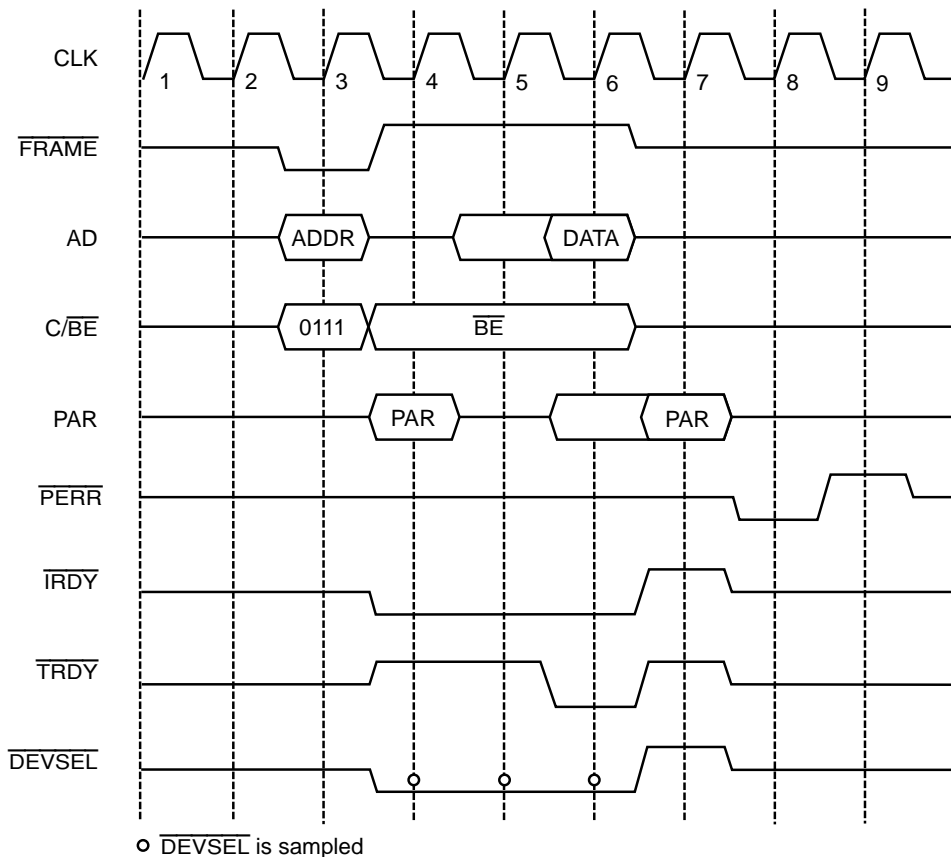 CLK
1 2 3 4 5 6 7 8 9
FRAME
AD
ADDR
DATA
C/BE
0111
BE
PAR
PAR
PAR
PERR
IRDY
TRDY
DEVSEL
DEVSEL is sampled